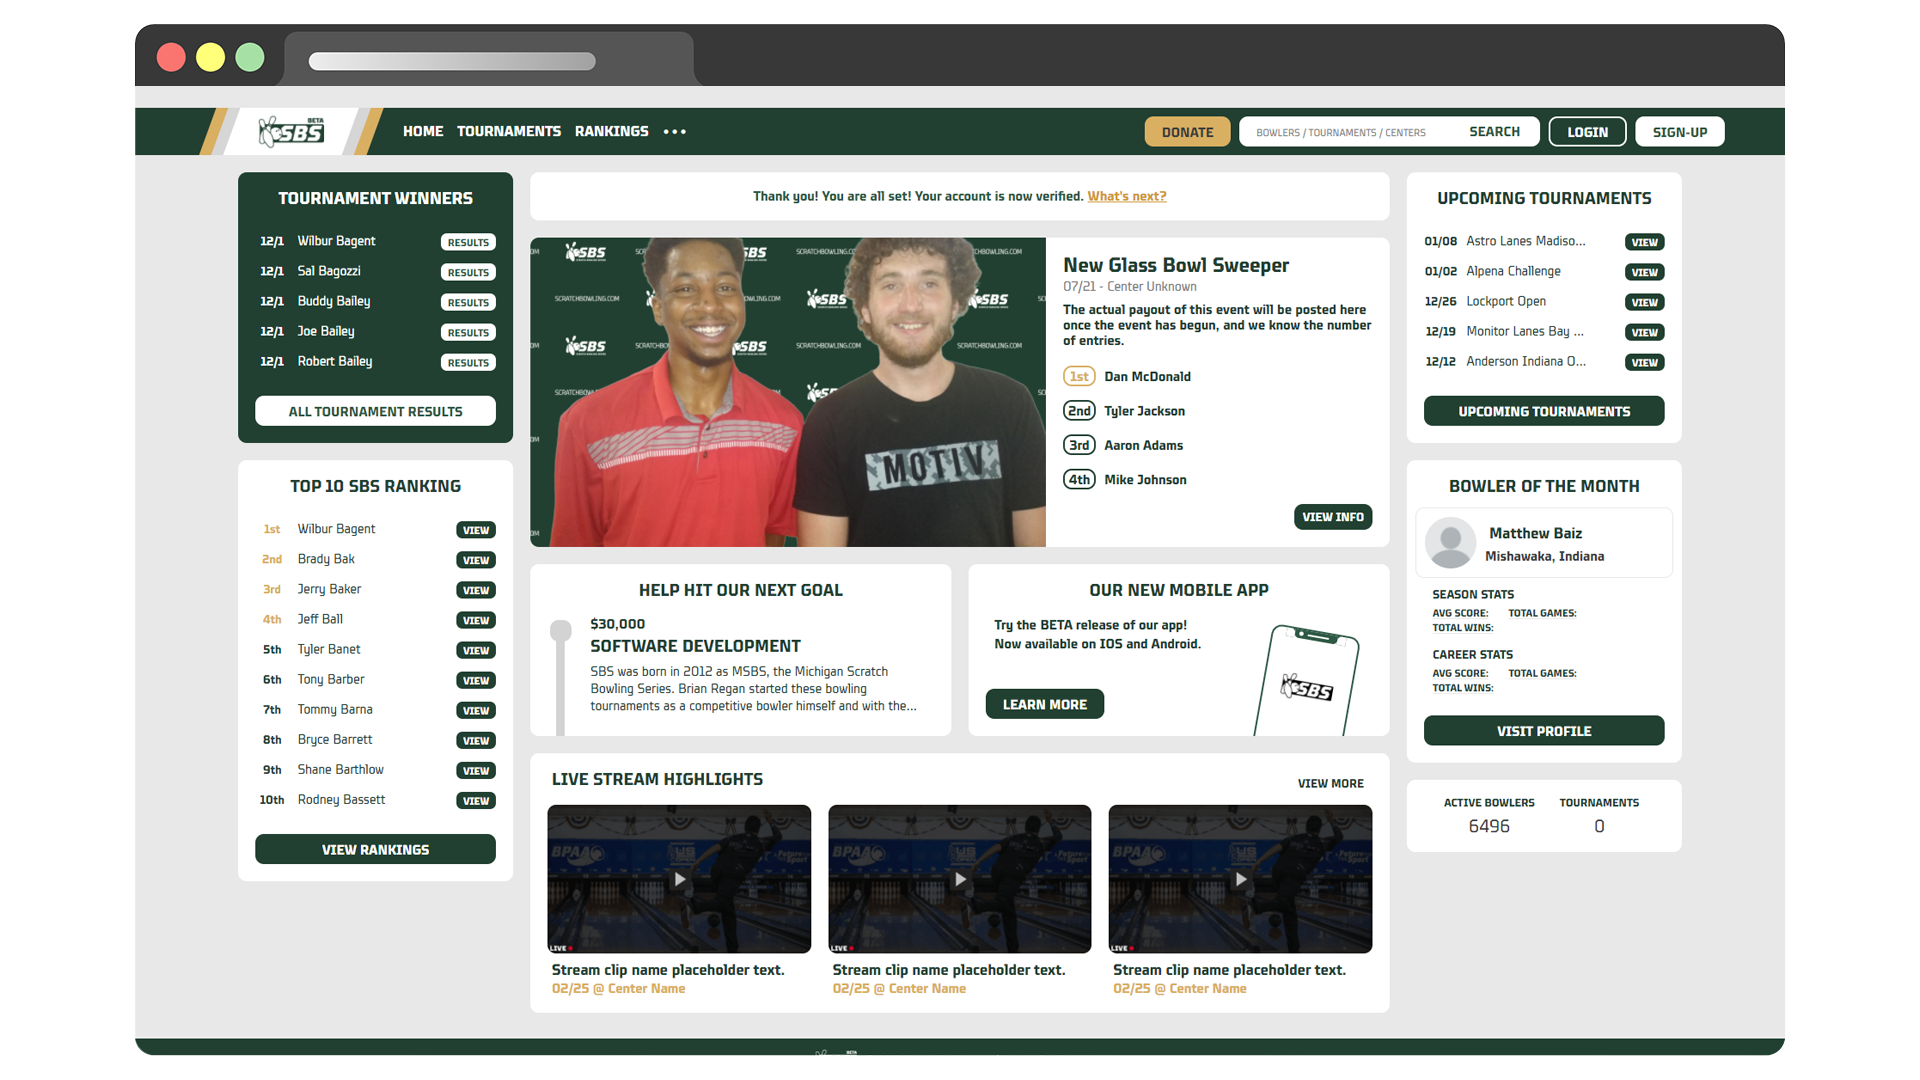 BETA
SBS
HOME TOURNAMENTS RANKINGS •••
DONATE
BOWLERS / TOURNAMENTS / CENTERS SEARCH
LOGIN
SIGN-UP
TOURNAMENT WINNERS
12/1 Wilbur Bagent RESULTS
12/1 Sal Bagozzi RESULTS
12/1 Buddy Bailey RESULTS
12/1 Joe Bailey RESULTS
12/1 Robert Bailey RESULTS
ALL TOURNAMENT RESULTS
TOP 10 SBS RANKING
1st Wilbur Bagent VIEW
2nd Brady Bak VIEW
3rd Jerry Baker VIEW
4th Jeff Ball VIEW
5th Tyler Banet VIEW
6th Tony Barber VIEW
7th Tommy Barna VIEW
8th Bryce Barrett VIEW
9th Shane Barthlow VIEW
10th Rodney Bassett VIEW
VIEW RANKINGS
Thank you! You are all set! Your account is now verified. What's next?
SBS
SCRATCHBOWLING.COM
MOTIV
New Glass Bowl Sweeper
07/21 - Center Unknown
The actual payout of this event will be posted here
once the event has begun, and we know the number
of entries.
1st Dan McDonald
2nd Tyler Jackson
3rd Aaron Adams
4th Mike Johnson
VIEW INFO
HELP HIT OUR NEXT GOAL
$30,000
SOFTWARE DEVELOPMENT
SBS was born in 2012 as MSBS, the Michigan Scratch
Bowling Series. Brian Regan started these bowling
tournaments as a competitive bowler himself and with the...
OUR NEW MOBILE APP
Try the BETA release of our app!
Now available on IOS and Android.
LEARN MORE
SBS
LIVE STREAM HIGHLIGHTS
VIEW MORE
BPAA
LIVE
Stream clip name placeholder text.
02/25 @ Center Name
BPAA
LIVE
Stream clip name placeholder text.
02/25 @ Center Name
BPAA
LIVE
Stream clip name placeholder text.
02/25 @ Center Name
UPCOMING TOURNAMENTS
01/08 Astro Lanes Madiso... VIEW
01/02 Alpena Challenge VIEW
12/26 Lockport Open VIEW
12/19 Monitor Lanes Bay ... VIEW
12/12 Anderson Indiana O... VIEW
UPCOMING TOURNAMENTS
BOWLER OF THE MONTH
Matthew Baiz
Mishawaka, Indiana
SEASON STATS
AVG SCORE: TOTAL GAMES:
TOTAL WINS:
CAREER STATS
AVG SCORE: TOTAL GAMES:
TOTAL WINS:
VISIT PROFILE
ACTIVE BOWLERS TOURNAMENTS
6496 0